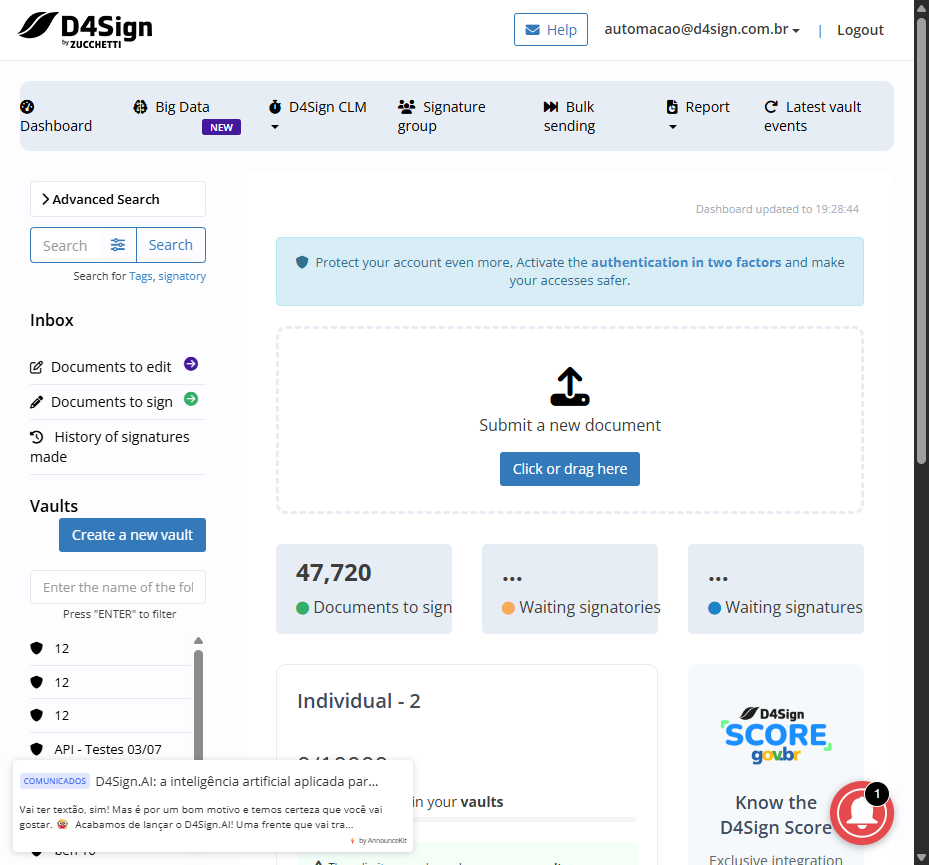 D4Sign
by ZUCCHETTI
Help
automacao@d4sign.com.br
|
Logout
Dashboard
Big Data
NEW
D4Sign CLM
Signature
group
Bulk
sending
Report
Latest vault
events
Advanced Search
Search
Search
Search for Tags, signatory
Inbox
Documents to edit
Documents to sign
History of signatures
made
Vaults
Create a new vault
Enter the name of the fol
Press "ENTER" to filter
12
12
12
API - Testes 03/07
Dashboard updated to 19:28:44
Protect your account even more, Activate the authentication in two factors and make
your accesses safer.
Submit a new document
Click or drag here
47,720
Documents to sign
...
Waiting signatories
...
Waiting signatures
Individual - 2
in your vaults
D4Sign
SCORE
gov.br
Know the
D4Sign Score
Exclusive integration
1
COMUNICADOS D4Sign.AI: a inteligência artificial aplicada par...
Vai ter textão, sim! Mas é por um bom motivo e temos certeza que você vai
gostar. 🤯 Acabamos de lançar o D4Sign.AI! Uma frente que vai tra...
by AnnounceKit